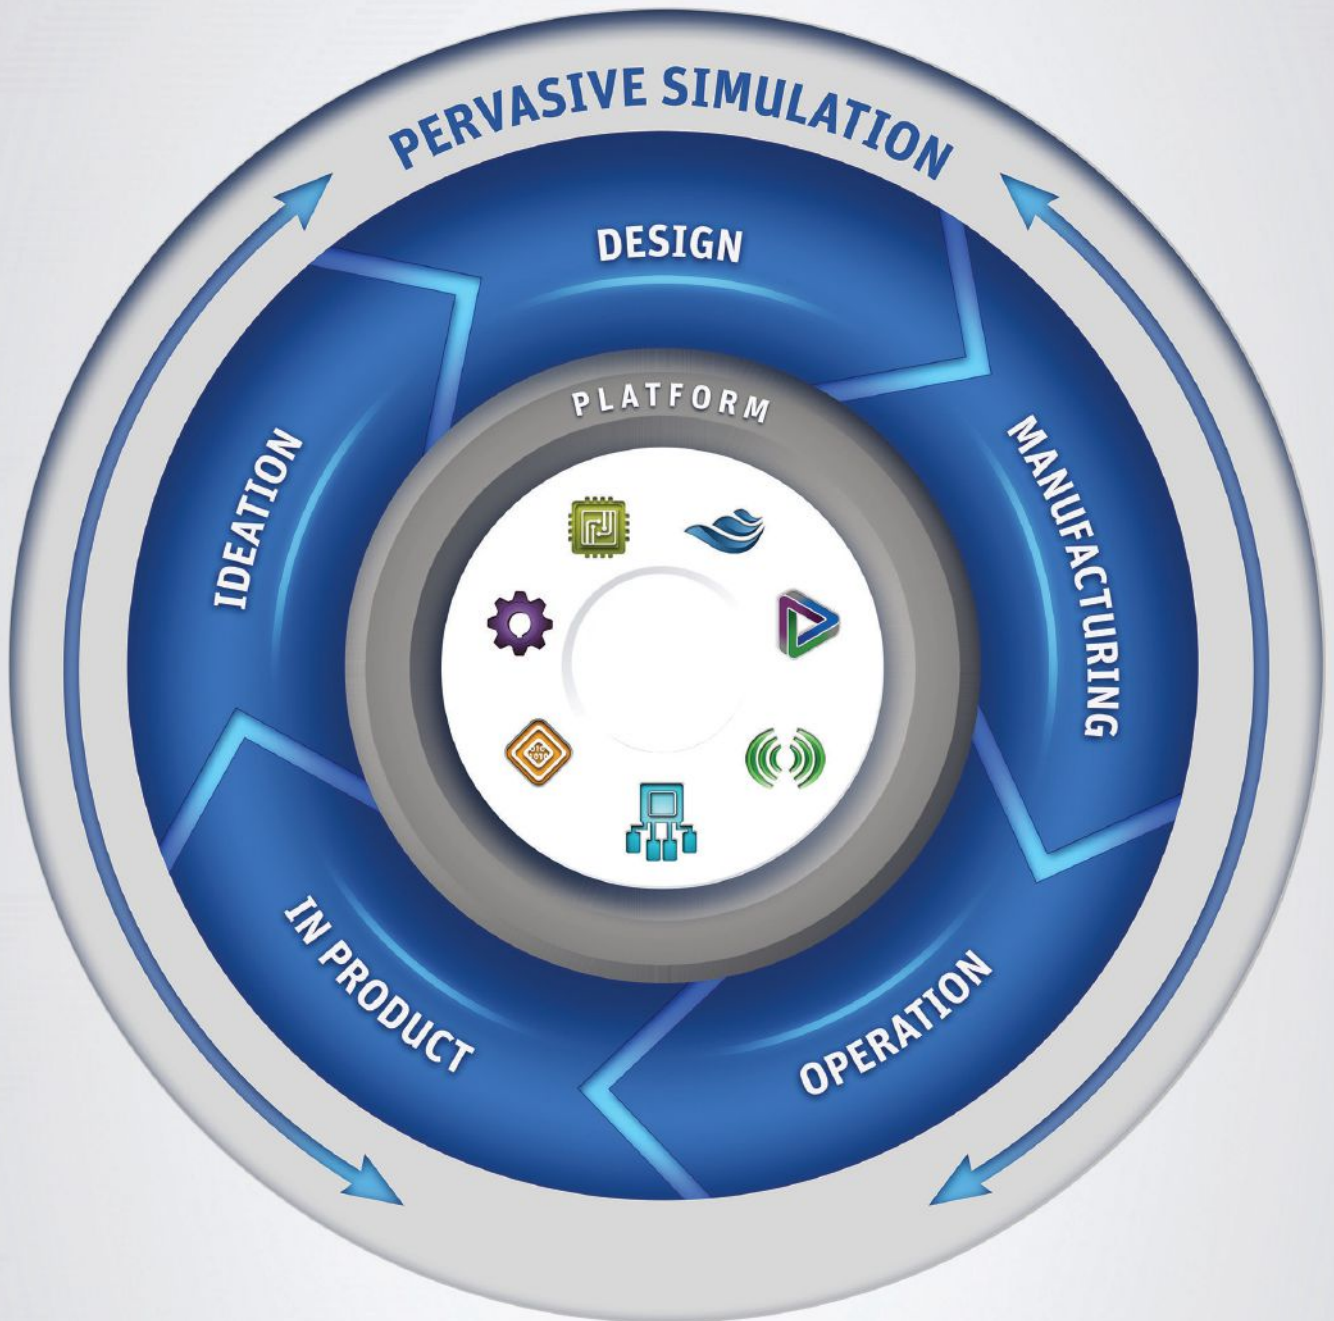 PERVASIVE SIMULATION
DESIGN
MANUFACTURING
OPERATION
IN PRODUCT
IDEATION
PLATFORM